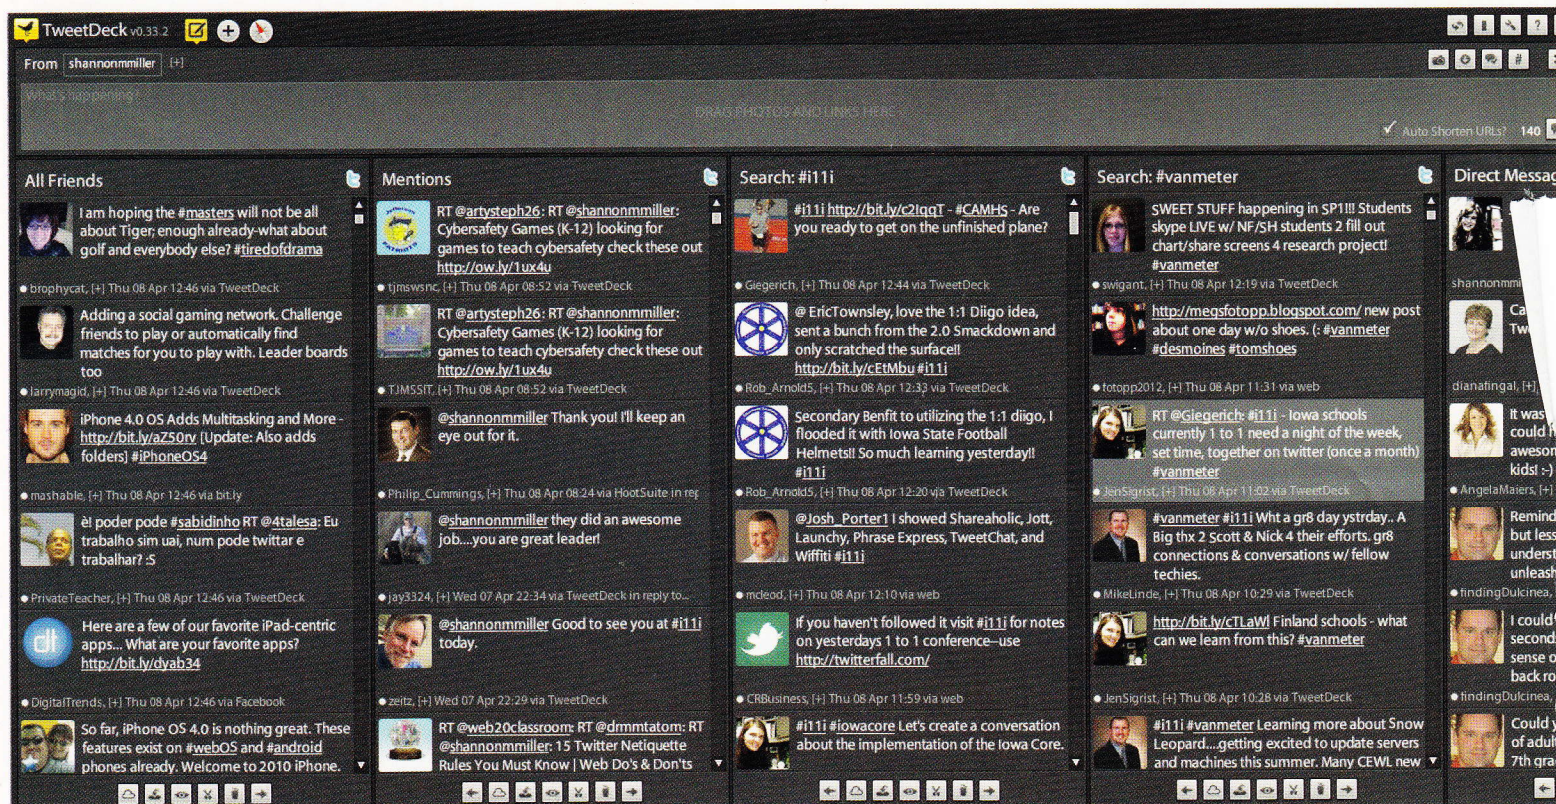 TweetDeck v0.33.2
From shannonmmiller [+]
What's happening?
DRAG PHOTOS AND LINKS HERE
Auto Shorten URLs? 140
All Friends
I am hoping the #masters will not be all
about Tiger; enough already-what about
golf and everybody else? #tiredofdrama
brophycat, [+] Thu 08 Apr 12:46 via TweetDeck
Adding a social gaming network. Challenge
friends to play or automatically find
matches for you to play with. Leader boards
too
larrymagid, [+] Thu 08 Apr 12:46 via TweetDeck
iPhone 4.0 OS Adds Multitasking and More -
http://bit.ly/aZ50rv [Update: Also adds
folders] #iPhoneOS4
mashable, [+] Thu 08 Apr 12:46 via bit.ly
è! poder pode #sabidinho RT @4talesa: Eu
trabalho sim uai, num pode twittar e
trabalhar? :S
PrivateTeacher, [+] Thu 08 Apr 12:46 via TweetDeck
dt
Here are a few of our favorite iPad-centric
apps... What are your favorite apps?
http://bit.ly/dyab34
DigitalTrends, [+] Thu 08 Apr 12:46 via Facebook
So far, iPhone OS 4.0 is nothing great. These
features exist on #webOS and #android
phones already. Welcome to 2010 iPhone.
Mentions
RT @artysteph26: RT @shannonmmiller:
Cybersafety Games (K-12) looking for
games to teach cybersafety check these out
http://ow.ly/1ux4u
tjmswsnc, [+] Thu 08 Apr 08:52 via TweetDeck
RT @artysteph26: RT @shannonmmiller:
Cybersafety Games (K-12) looking for
games to teach cybersafety check these out
http://ow.ly/1ux4u
TJMSSIT, [+] Thu 08 Apr 08:52 via TweetDeck
@shannonmmiller Thank you! I'll keep an
eye out for it.
Philip_Cummings, [+] Thu 08 Apr 08:24 via HootSuite in rep
@shannonmmiller they did an awesome
job....you are great leader!
jay3324, [+] Wed 07 Apr 22:34 via TweetDeck in reply to...
@shannonmmiller Good to see you at #i11i
today.
zeitz, [+] Wed 07 Apr 22:29 via TweetDeck
RT @web20classroom: RT @drmmtatom: RT
@shannonmmiller: 15 Twitter Netiquette
Rules You Must Know | Web Do's & Don'ts
Search: #i11i
#i11i http://bit.ly/c2IqqT - #CAMHS - Are
you ready to get on the unfinished plane?
Giegerich, [+] Thu 08 Apr 12:44 via TweetDeck
@ EricTownsley, love the 1:1 Diigo idea,
sent a bunch from the 2.0 Smackdown and
only scratched the surface!!
http://bit.ly/cEtMbu #i11i
Rob_Arnold5, [+] Thu 08 Apr 12:33 via TweetDeck
Secondary Benfit to utilizing the 1:1 diigo, I
flooded it with Iowa State Football
Helmets!! So much learning yesterday!!
#i11i
Rob_Arnold5, [+] Thu 08 Apr 12:20 via TweetDeck
@Josh_Porter1 I showed Shareaholic, Jott,
Launchy, Phrase Express, TweetChat, and
Wiffiti #i11i
mcleod, [+] Thu 08 Apr 12:10 via web
If you haven't followed it visit #i11i for notes
on yesterdays 1 to 1 conference--use
http://twitterfall.com/
CRBusiness, [+] Thu 08 Apr 11:59 via web
#i11i #iowacore Let's create a conversation
about the implementation of the Iowa Core.
Search: #vanmeter
SWEET STUFF happening in SP1!!! Students
skype LIVE w/ NF/SH students 2 fill out
chart/share screens 4 research project!
#vanmeter
swigant, [+] Thu 08 Apr 12:19 via TweetDeck
http://megsfotopp.blogspot.com/ new post
about one day w/o shoes. (: #vanmeter
#desmoines #tomshoes
fotopp2012, [+] Thu 08 Apr 11:31 via web
RT @Giegerich: #i11i - Iowa schools
currently 1 to 1 need a night of the week,
set time, together on twitter (once a month)
#vanmeter
JenSigrist, [+] Thu 08 Apr 11:02 via TweetDeck
#vanmeter #i11i Wht a gr8 day ystrday.. A
Big thx 2 Scott & Nick 4 their efforts. gr8
connections & conversations w/ fellow
techies.
MikeLinde, [+] Thu 08 Apr 10:29 via TweetDeck
http://bit.ly/cTLaWl Finland schools - what
can we learn from this? #vanmeter
JenSigrist, [+] Thu 08 Apr 10:28 via TweetDeck
#i11i #vanmeter Learning more about Snow
Leopard....getting excited to update servers
and machines this summer. Many CEWL new
Direct Messag
shannonmmi
Ca
Tw
dianafingal, [+]
It was
could h
awesom
kids! :-)
AngelaMaiers, [+]
Remind
but less
underst
unleash
findingDulcinea,
I could
second
sense o
back ro
findingDulcinea,
Could y
of adul
7th gra